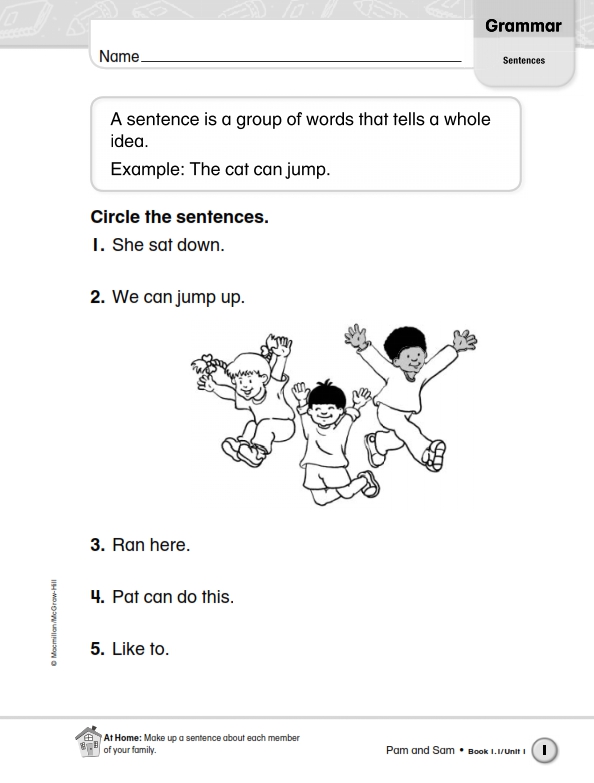 Grammar
Sentences
Name
A sentence is a group of words that tells a whole
idea.
Example: The cat can jump.
Circle the sentences.
1. She sat down.
2. We can jump up.
3. Ran here.
4. Pat can do this.
5. Like to.
© Macmillan/McGraw-Hill
At Home: Make up a sentence about each member
of your family.
Pam and Sam • Book 1.1/Unit 1
1